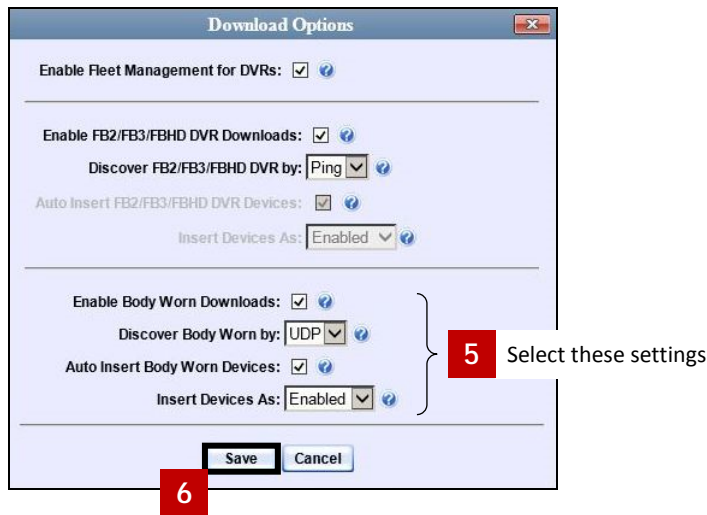 Download Options
Enable Fleet Management for DVRs:
Enable FB2/FB3/FBHD DVR Downloads:
Discover FB2/FB3/FBHD DVR by: Ping
Auto Insert FB2/FB3/FBHD DVR Devices:
Insert Devices As: Enabled
Enable Body Worn Downloads:
Discover Body Worn by: UDP
Auto Insert Body Worn Devices:
Insert Devices As: Enabled
5 Select these settings
Save Cancel
6